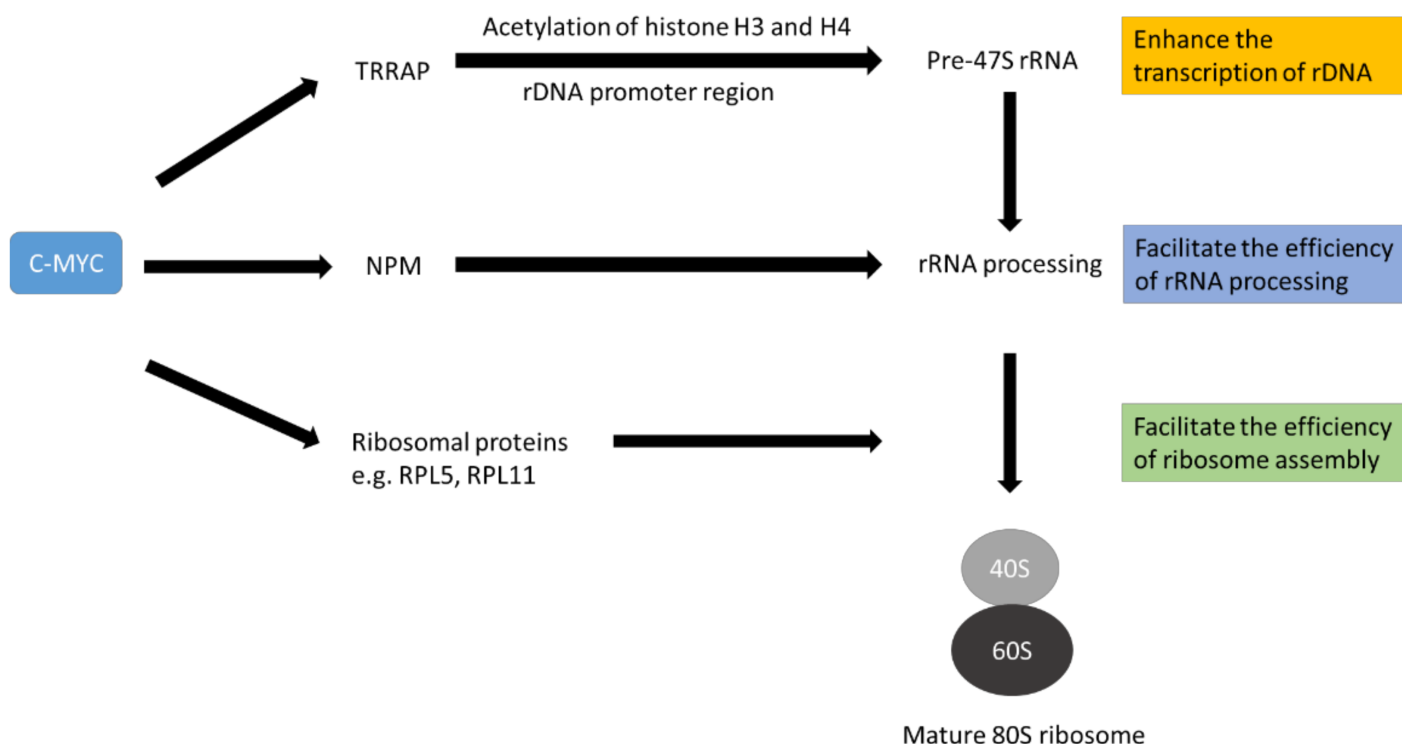 Acetylation of histone H3 and H4
TRRAP
rDNA promoter region
Pre-47S rRNA
Enhance the
transcription of rDNA
C-MYC
NPM
rRNA processing
Facilitate the efficiency
of rRNA processing
Ribosomal proteins
e.g. RPL5, RPL11
Facilitate the efficiency
of ribosome assembly
40S
60S
Mature 80S ribosome